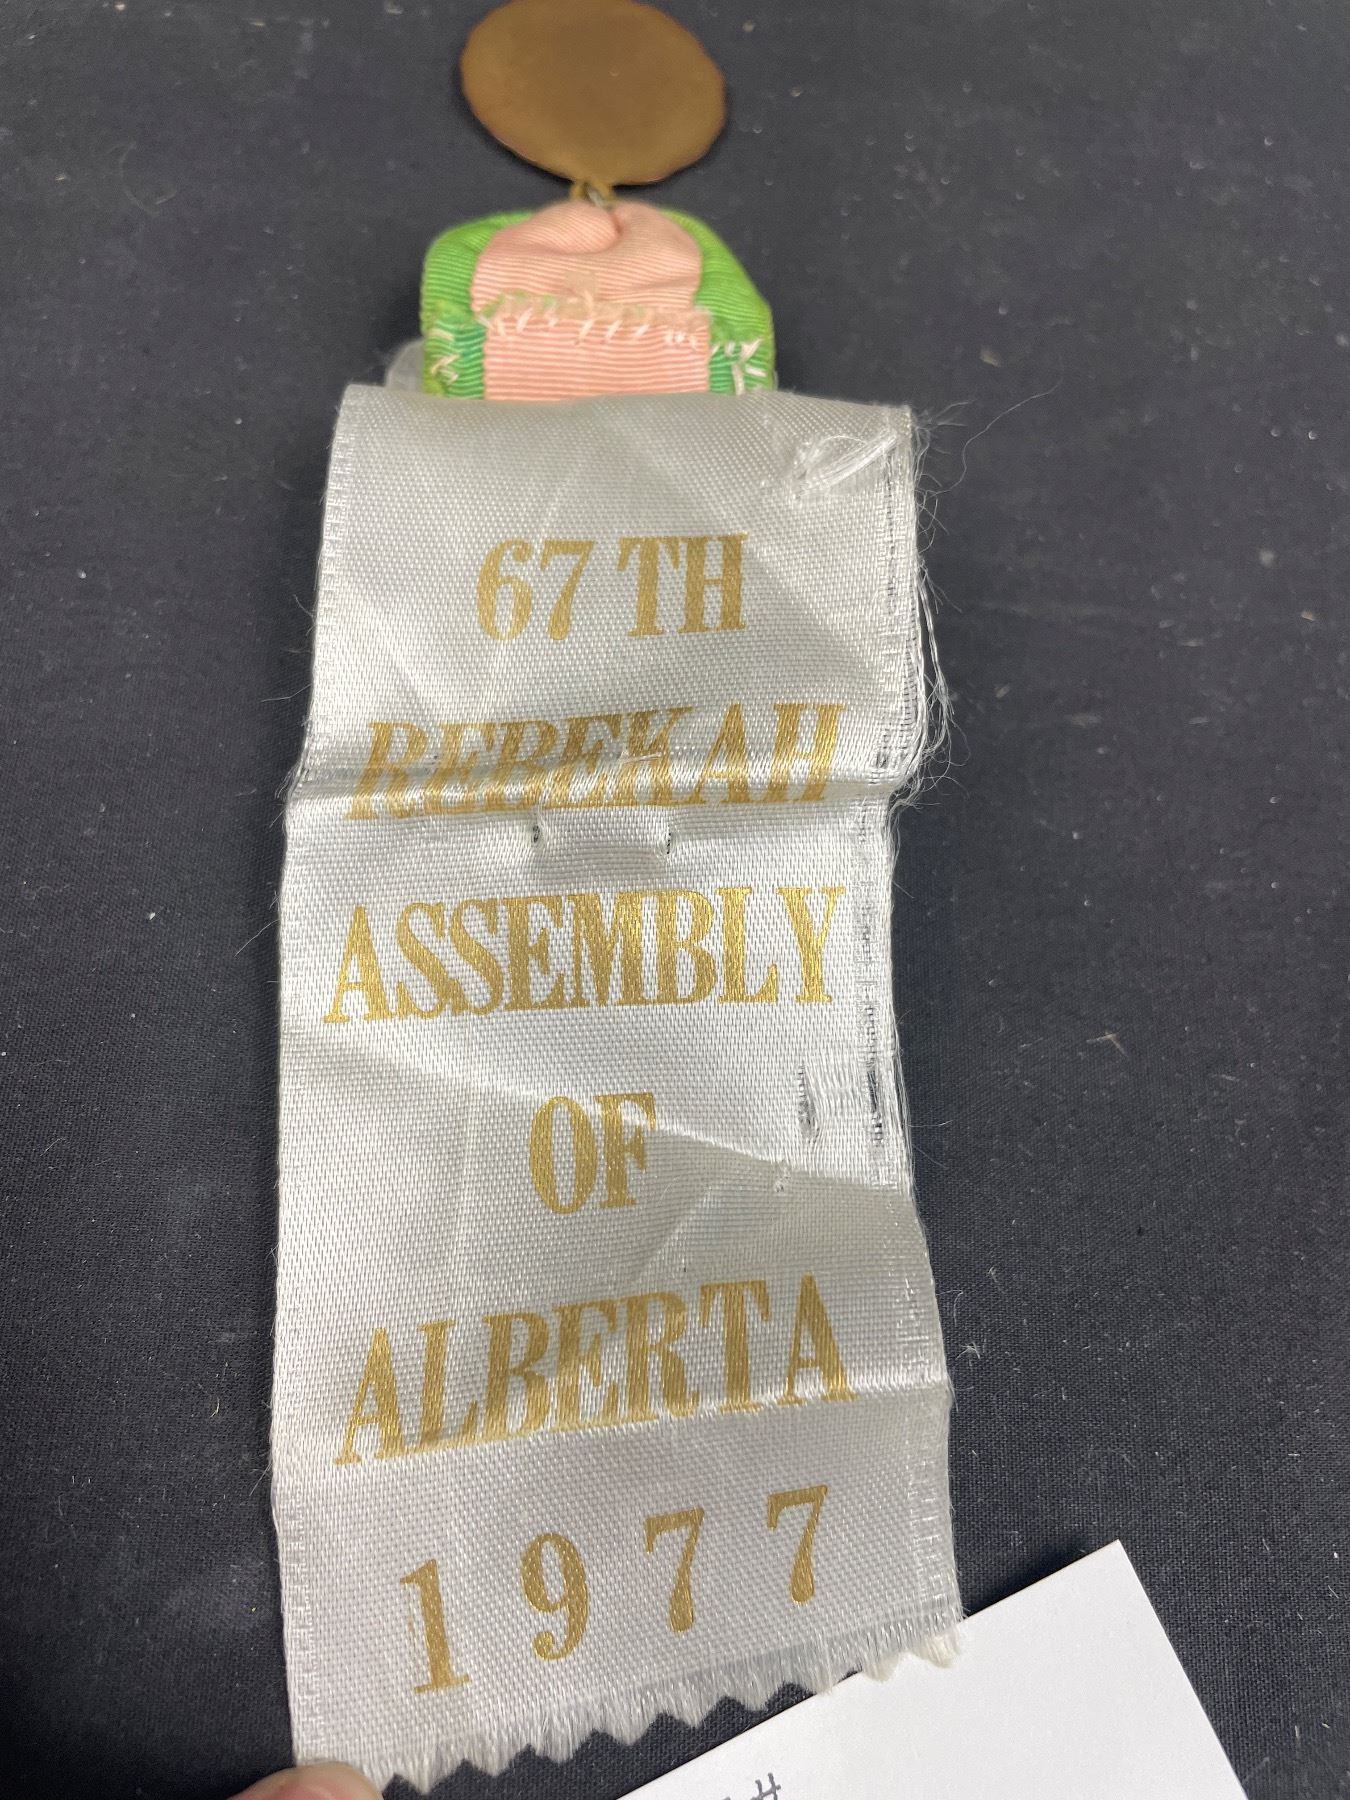 67 TH
REBEKAH
ASSEMBLY
OF
ALBERTA
1977
#